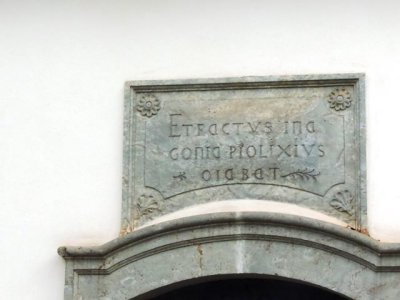 ETFACTVS INA
GONIA PROLIXIVS
ORABAT